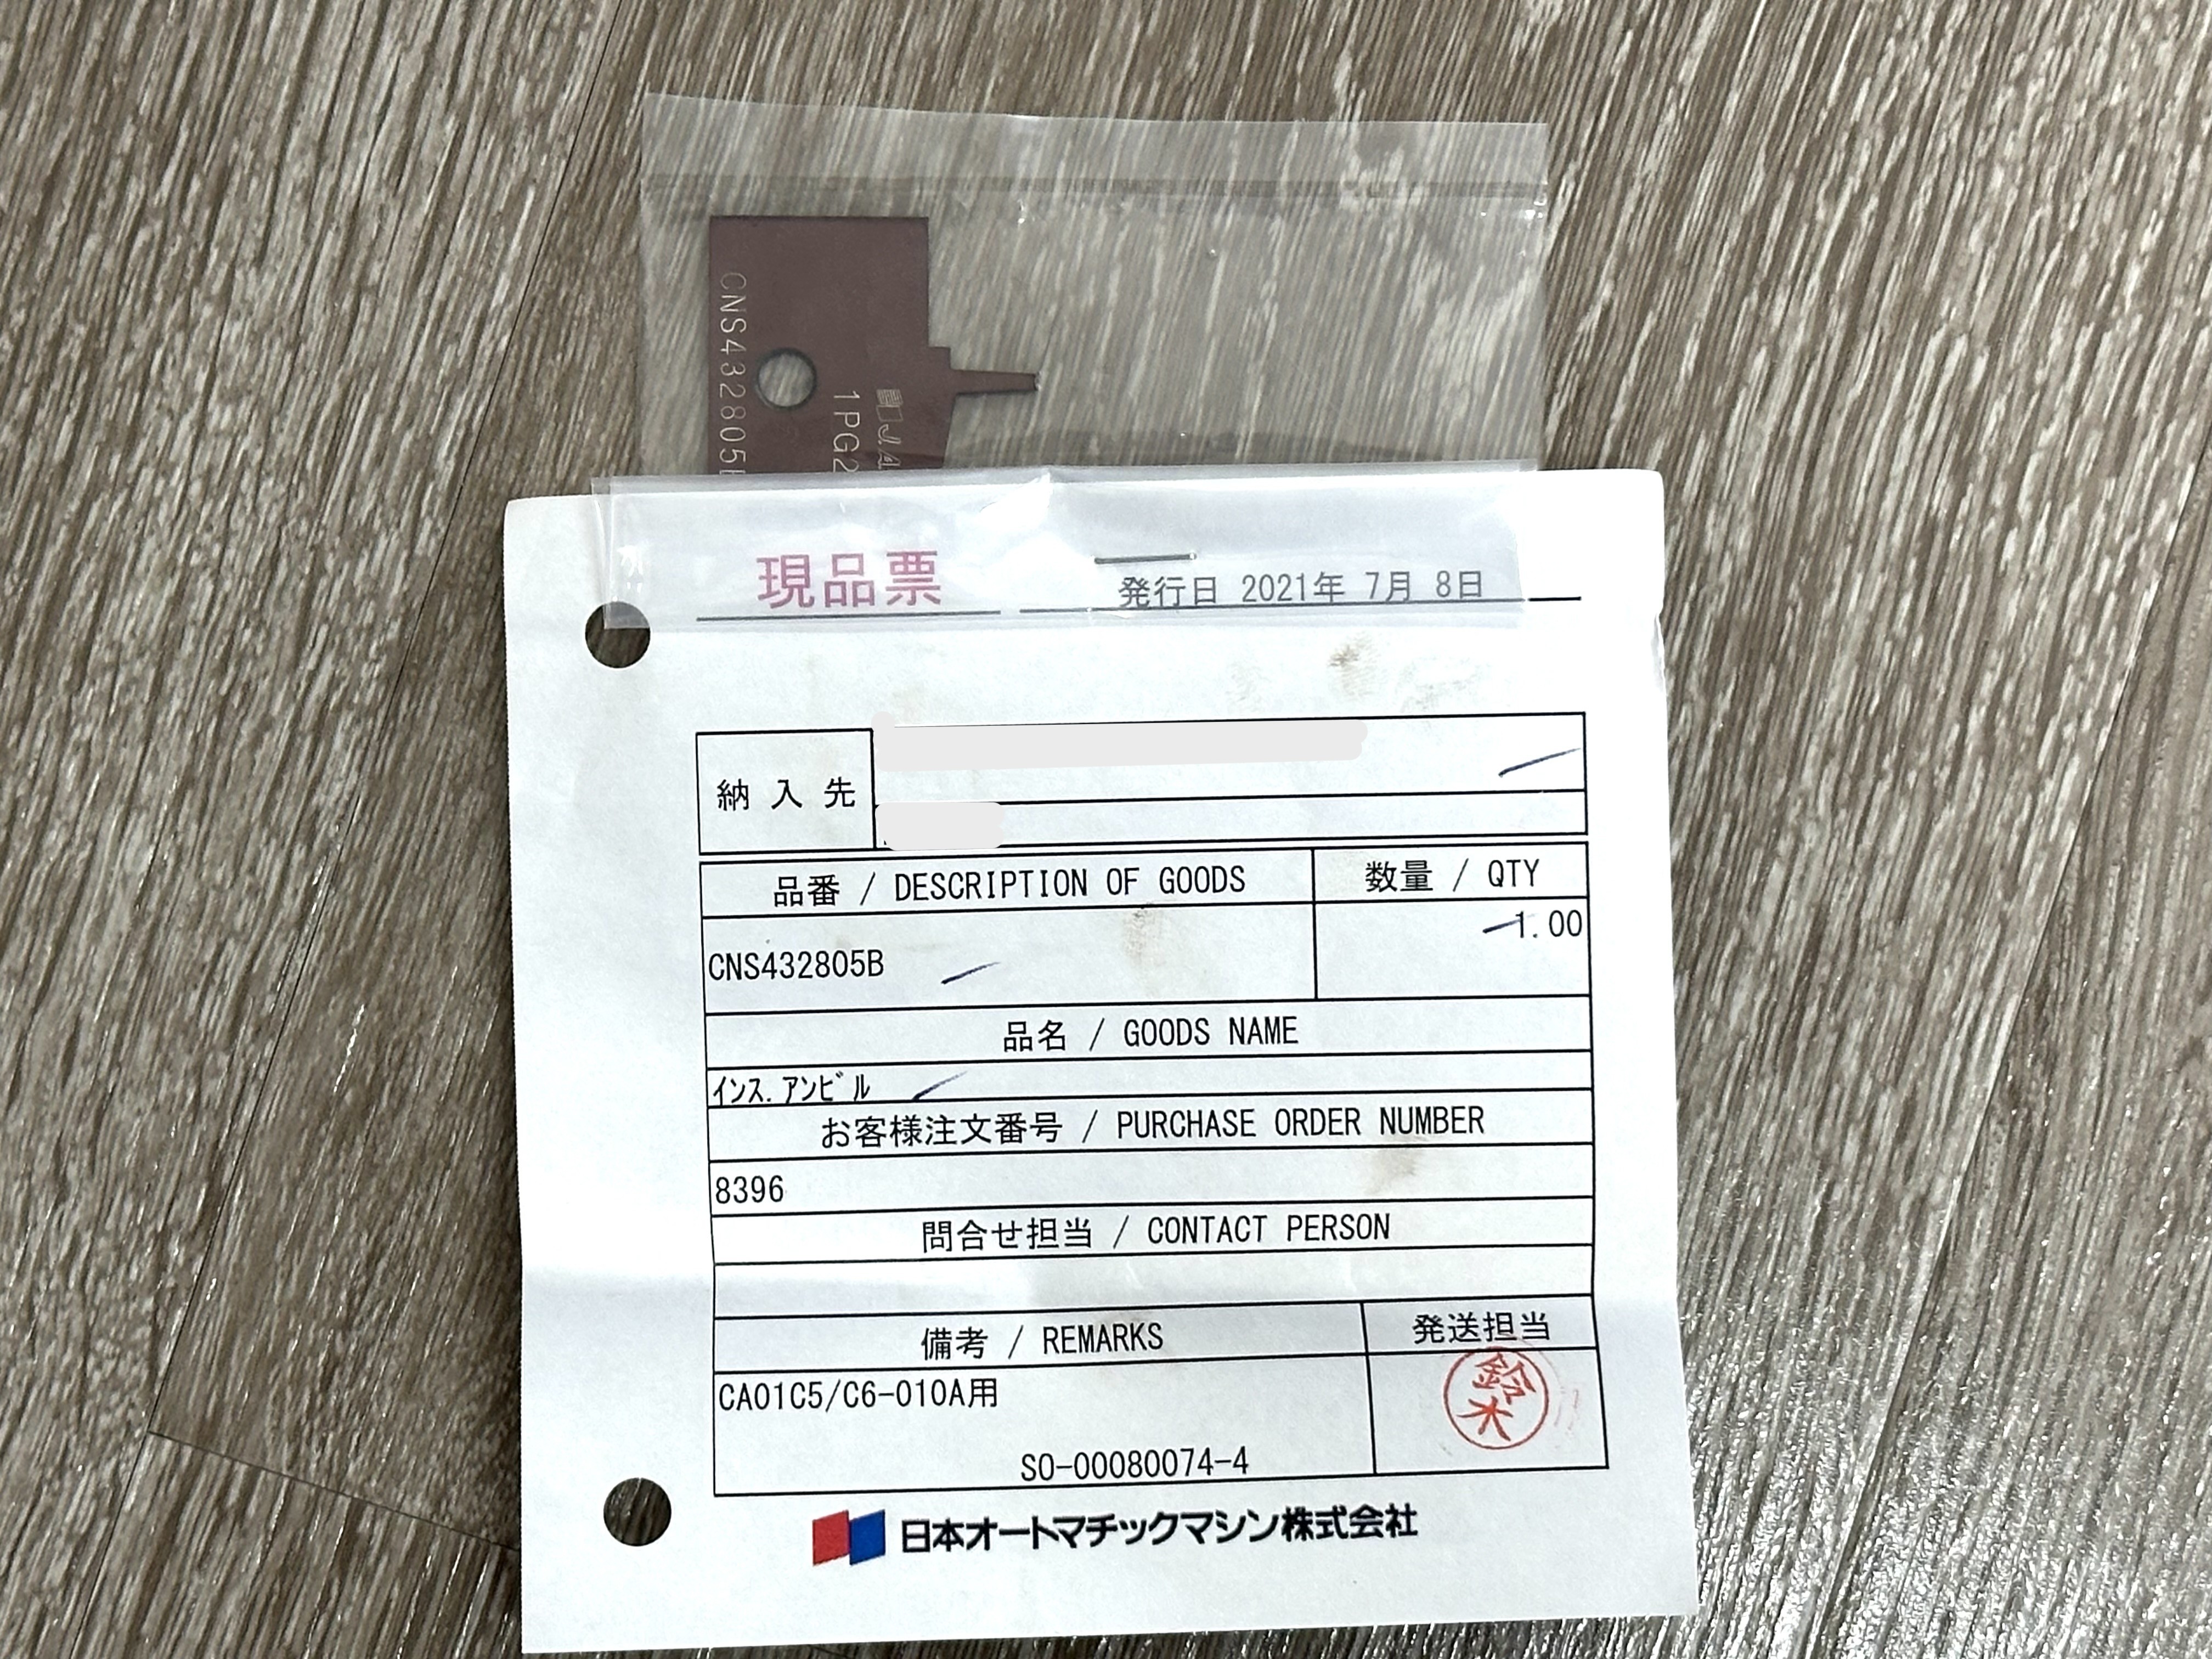 CNS432805
1PG2
JA
現品票
発行日 2021年 7月 8日
納入先
品番 / DESCRIPTION OF GOODS
数量 / QTY
CNS432805B
1.00
品名 / GOODS NAME
インス.アンビル
お客様注文番号 / PURCHASE ORDER NUMBER
8396
問合せ担当 / CONTACT PERSON
備考 / REMARKS
発送担当
CA01C5/C6-010A用
鈴木
SO-00080074-4
日本オートマチックマシン株式会社